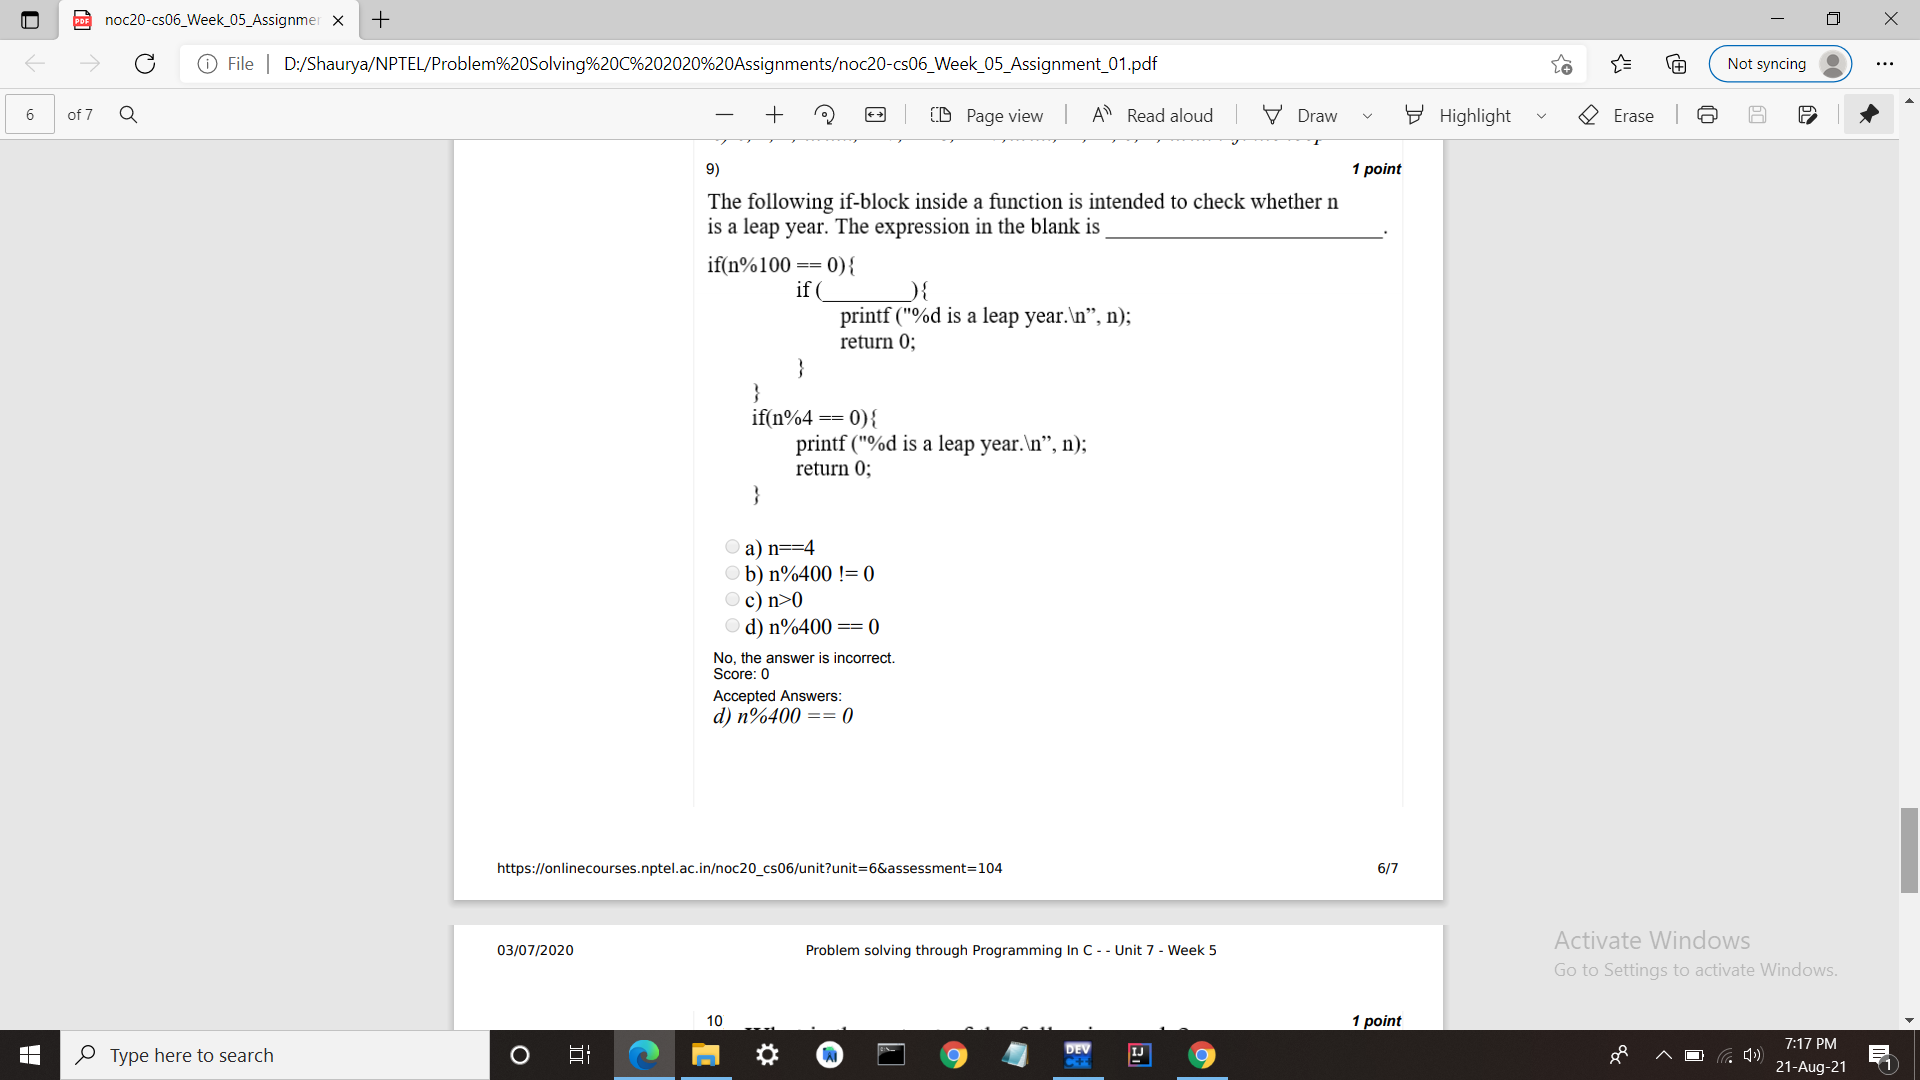 noc20-cs06_Week_05_Assignmer
File
D:/Shaurya/NPTEL/Problem%20Solving%20C%202020%20Assignments/noc20-cs06_Week_05_Assignment_01.pdf
Not syncing
6 of 7
Page view
Read aloud
Draw
Highlight
Erase
9)
1 point
The following if-block inside a function is intended to check whether n
is a leap year. The expression in the blank is _________________________.
if(n%100 == 0){
if (________){
printf ("%d is a leap year.\n”, n);
return 0;
}
}
if(n%4 == 0){
printf ("%d is a leap year.\n”, n);
return 0;
}
a) n==4
b) n%400 != 0
c) n>0
d) n%400 == 0
No, the answer is incorrect.
Score: 0
Accepted Answers:
d) n%400 == 0
https://onlinecourses.nptel.ac.in/noc20_cs06/unit?unit=6&assessment=104
6/7
03/07/2020
Problem solving through Programming In C - - Unit 7 - Week 5
Activate Windows
Go to Settings to activate Windows.
10
1 point
Type here to search
DEV
C++
IJ
7:17 PM
21-Aug-21
1